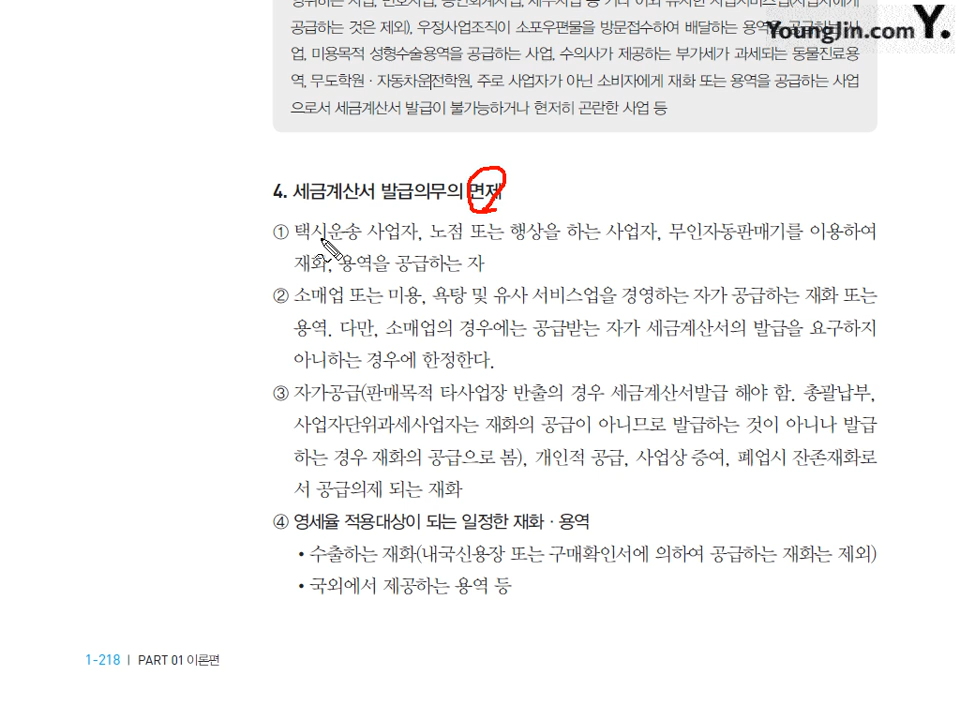 공급하는 것은 제외), 우정사업조직이 소포우편물을 방문접수하여 배달하는 용역을 공급하는 사
YoungJin.com Y.
업, 미용목적 성형수술용역을 공급하는 사업, 수의사가 제공하는 부가세가 과세되는 동물진료용
역, 무도학원 · 자동차운전학원, 주로 사업자가 아닌 소비자에게 재화 또는 용역을 공급하는 사업
으로서 세금계산서 발급이 불가능하거나 현저히 곤란한 사업 등
4. 세금계산서 발급의무의 면제
① 택시운송 사업자, 노점 또는 행상을 하는 사업자, 무인자동판매기를 이용하여
재화, 용역을 공급하는 자
② 소매업 또는 미용, 욕탕 및 유사 서비스업을 경영하는 자가 공급하는 재화 또는
용역. 다만, 소매업의 경우에는 공급받는 자가 세금계산서의 발급을 요구하지
아니하는 경우에 한정한다.
③ 자가공급(판매목적 타사업장 반출의 경우 세금계산서발급 해야 함. 총괄납부,
사업자단위과세사업자는 재화의 공급이 아니므로 발급하는 것이 아니나 발급
하는 경우 재화의 공급으로 봄), 개인적 공급, 사업상 증여, 폐업시 잔존재화로
서 공급의제 되는 재화
④ 영세율 적용대상이 되는 일정한 재화 · 용역
• 수출하는 재화(내국신용장 또는 구매확인서에 의하여 공급하는 재화는 제외)
• 국외에서 제공하는 용역 등
1-218 | PART 01 이론편